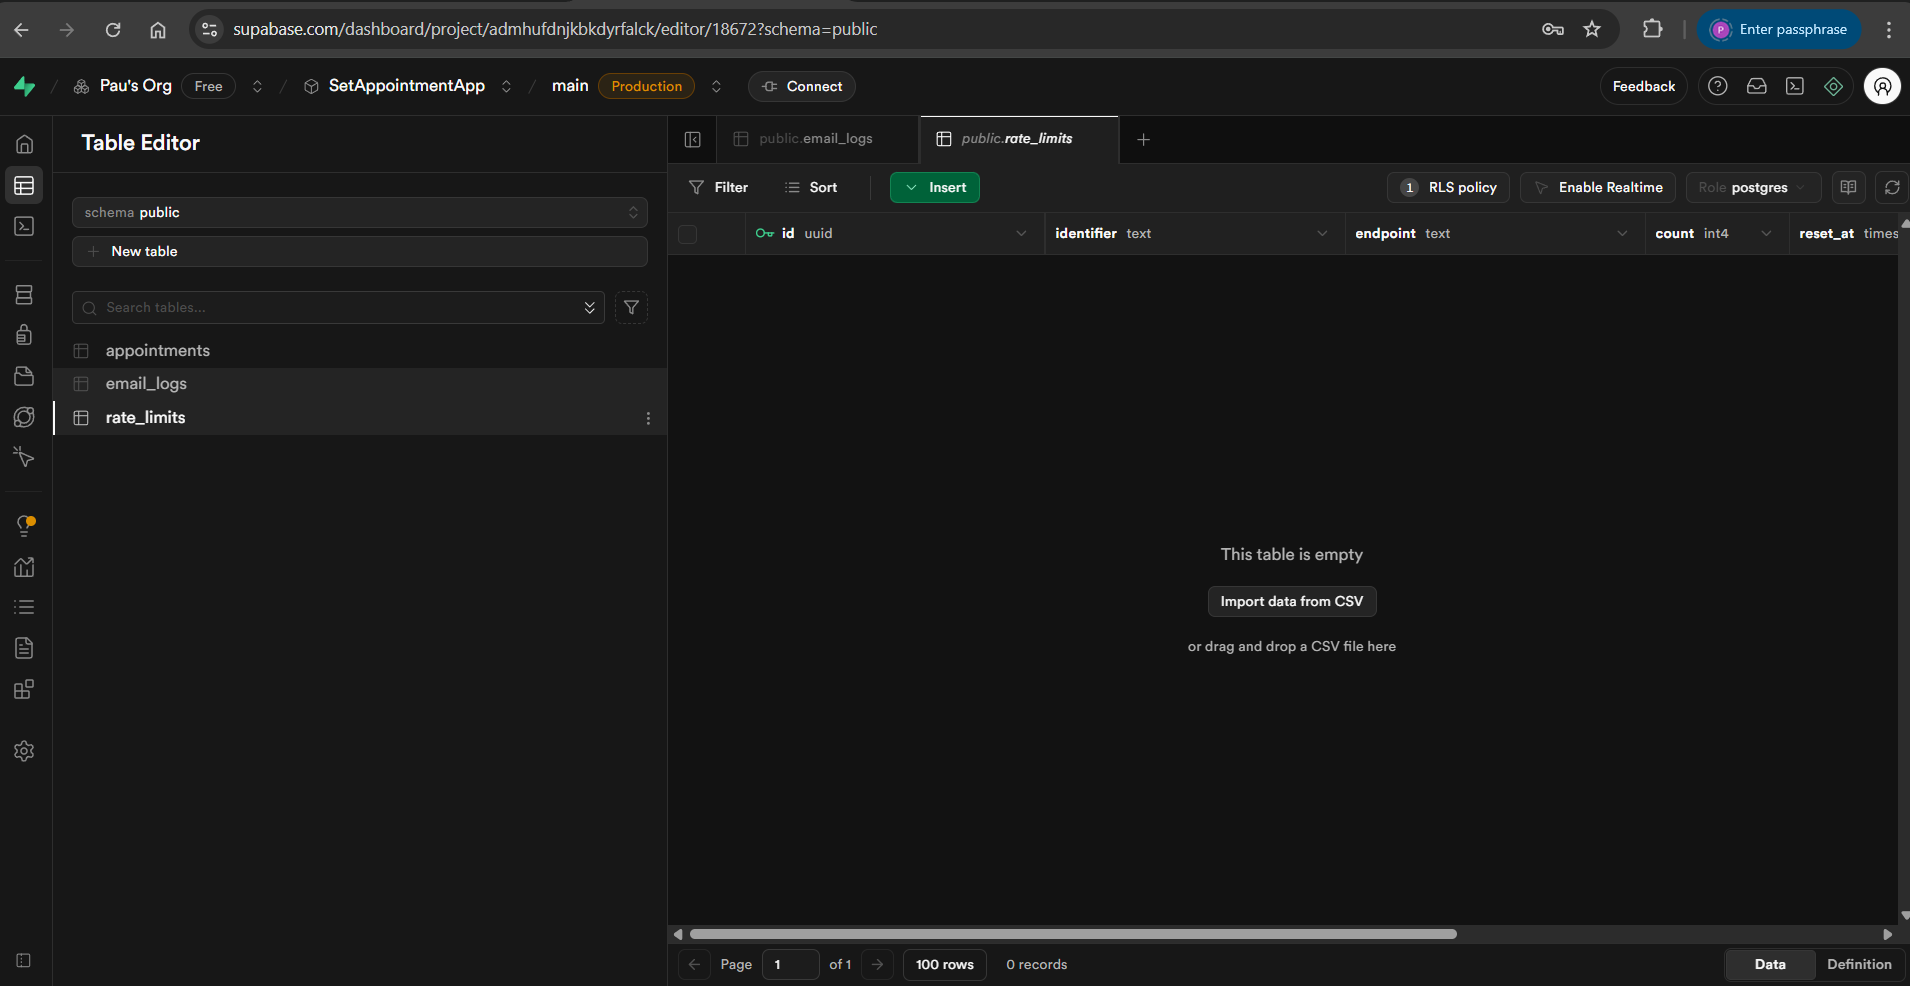 supabase.com/dashboard/project/admhufdnjkbkdyrfalck/editor/18672?schema=public
P Enter passphrase
Pau's Org Free / SetAppointmentApp / main Production Connect Feedback
Table Editor
public.email_logs public.rate_limits
Filter Sort Insert 1 RLS policy Enable Realtime Role postgres
schema public
New table
id uuid identifier text endpoint text count int4 reset_at times
Search tables...
appointments
email_logs
rate_limits
This table is empty
Import data from CSV
or drag and drop a CSV file here
Page 1 of 1 100 rows 0 records Data Definition